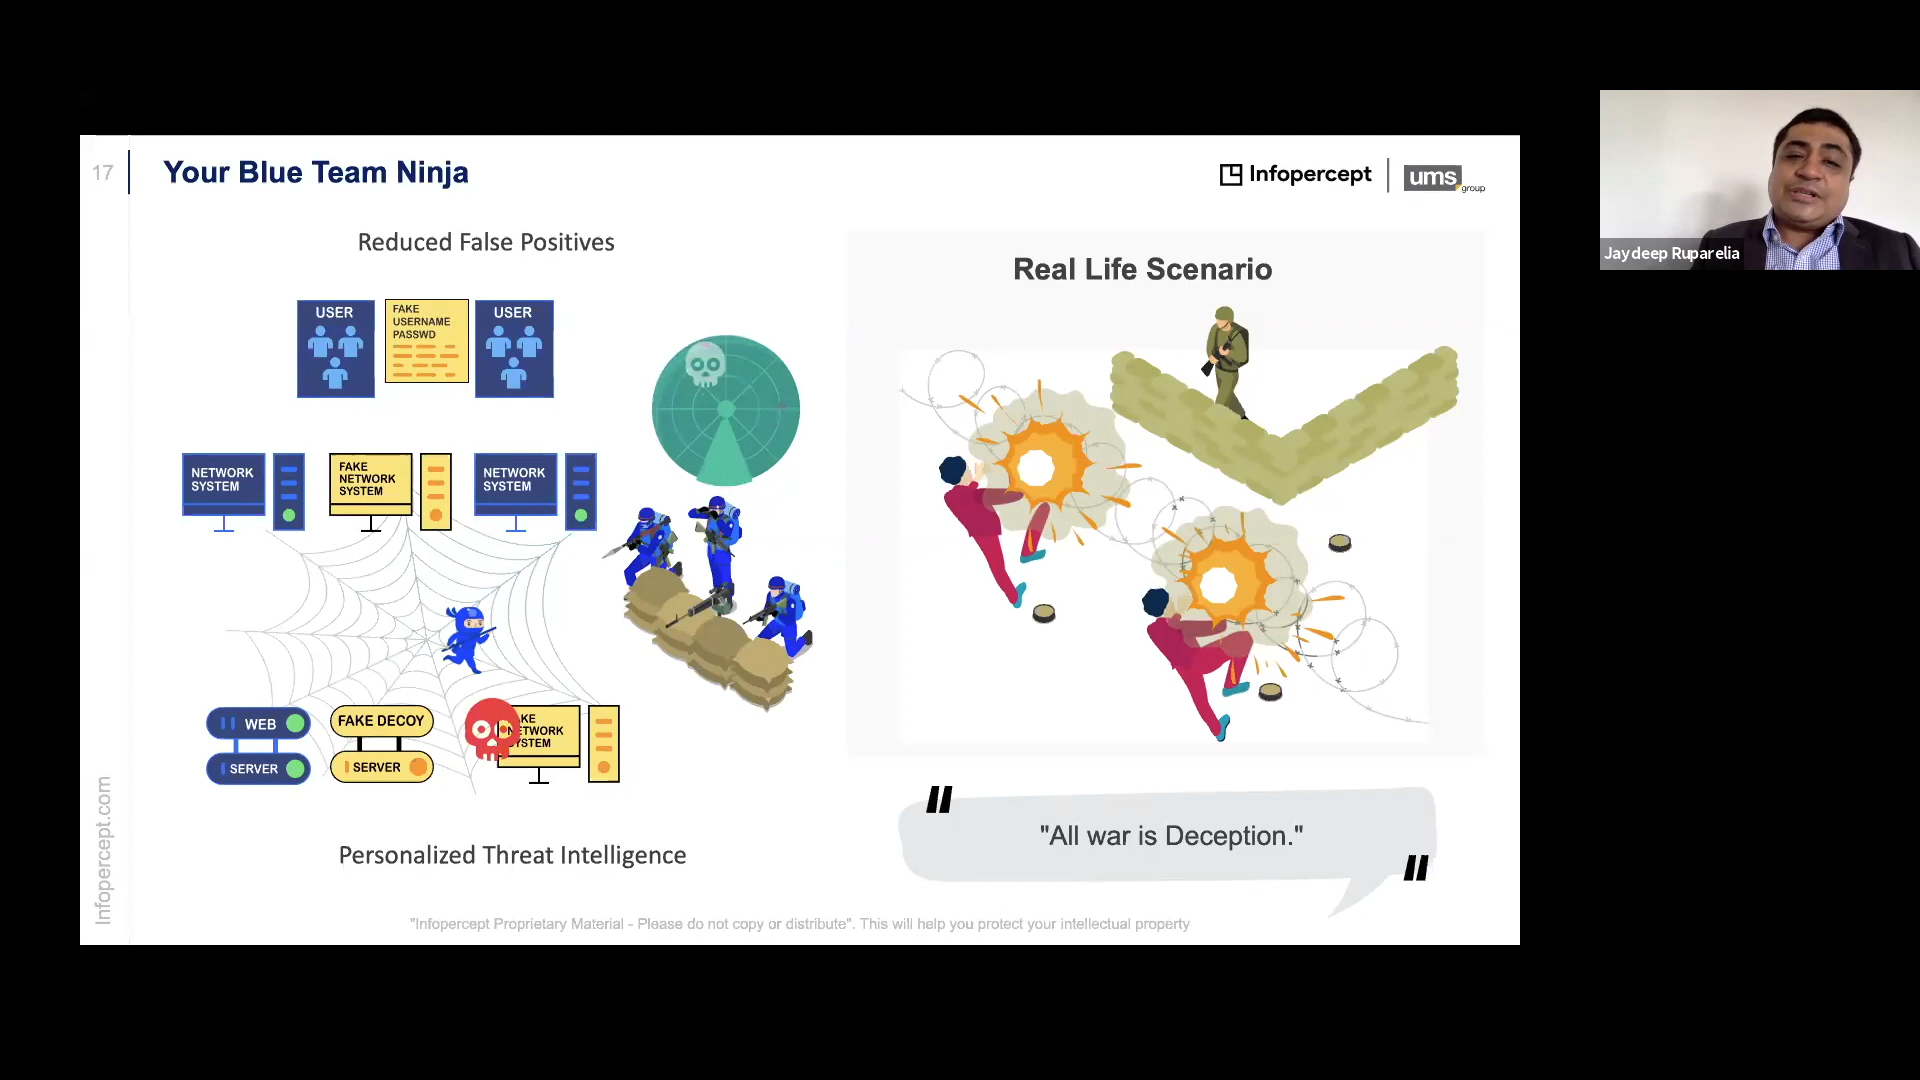 17
Your Blue Team Ninja
Infopercept
ums
group
Jaydeep Ruparelia
Reduced False Positives
USER
FAKE
USERNAME
PASSWD
USER
NETWORK
SYSTEM
FAKE
NETWORK
SYSTEM
NETWORK
SYSTEM
WEB
SERVER
FAKE DECOY
SERVER
KE
ETWORK
YSTEM
Personalized Threat Intelligence
Real Life Scenario
"All war is Deception."
Infopercept.com
"Infopercept Proprietary Material - Please do not copy or distribute". This will help you protect your intellectual property